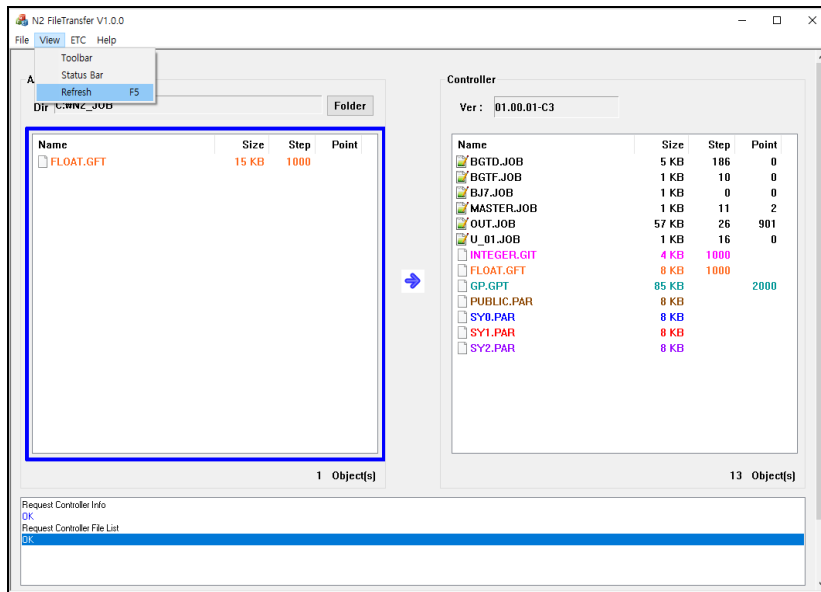 N2 FileTransfer V1.0.0
File View ETC Help
Toolbar
Status Bar
Refresh F5
Dir C:₩N2_JOB Folder
Name Size Step Point
FLOAT.GFT 15 KB 1000
1 Object(s)
Controller
Ver : 01.00.01-C3
Name Size Step Point
BGTD.JOB 5 KB 186 0
BGTF.JOB 1 KB 10 0
BJ7.JOB 1 KB 0 0
MASTER.JOB 1 KB 11 2
OUT.JOB 57 KB 26 901
U_01.JOB 1 KB 16 0
INTEGER.GIT 4 KB 1000
FLOAT.GFT 8 KB 1000
GP.GPT 85 KB 2000
PUBLIC.PAR 8 KB
SY0.PAR 8 KB
SY1.PAR 8 KB
SY2.PAR 8 KB
13 Object(s)
Request Controller Info
OK
Request Controller File List
OK